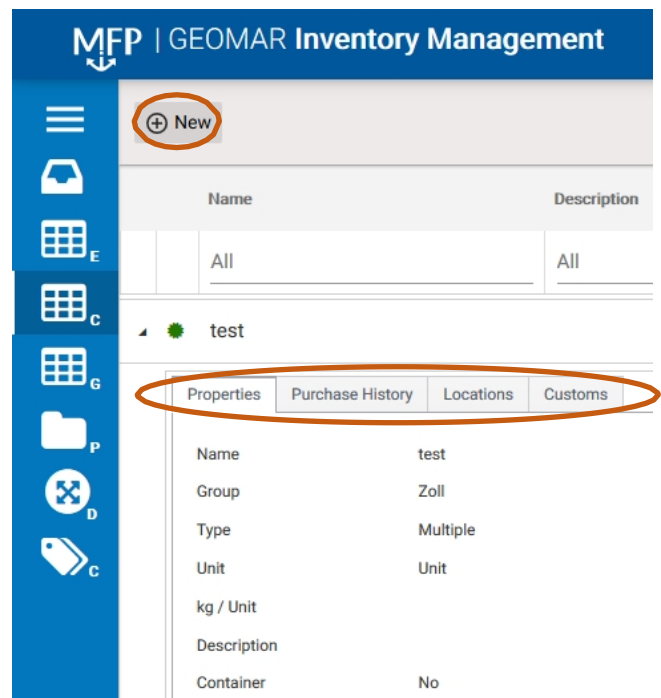 MFP | GEOMAR Inventory Management
New
Name Description
E
All All
C
test
G
Properties Purchase History Locations Customs
P
Name test
Group Zoll
D
Type Multiple
C
Unit Unit
kg / Unit
Description
Container No